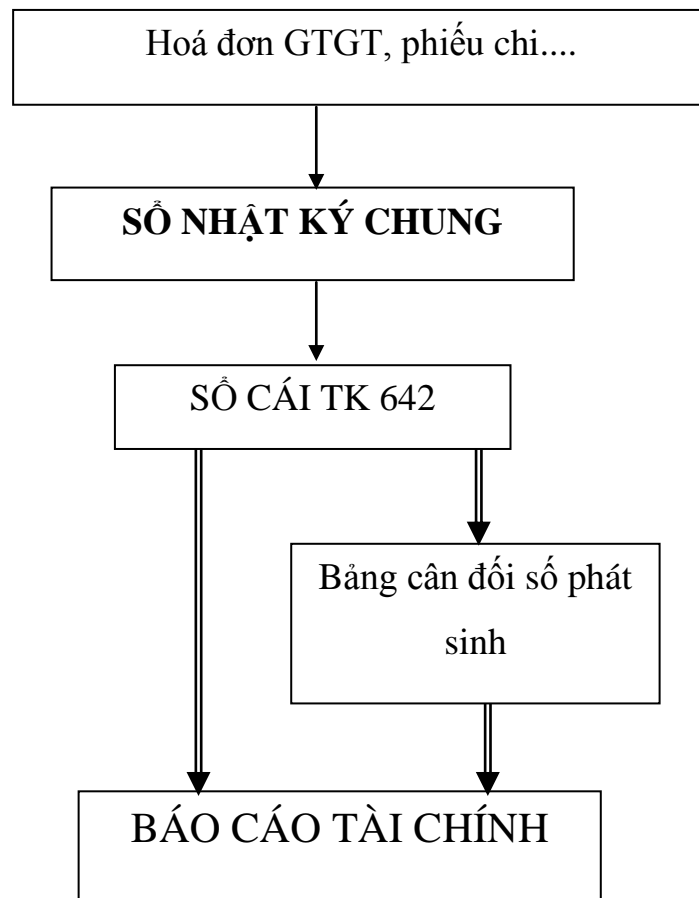 Hoá đơn GTGT, phiếu chi....
SỔ NHẬT KÝ CHUNG
SỔ CÁI TK 642
Bảng cân đối số phát
sinh
BÁO CÁO TÀI CHÍNH